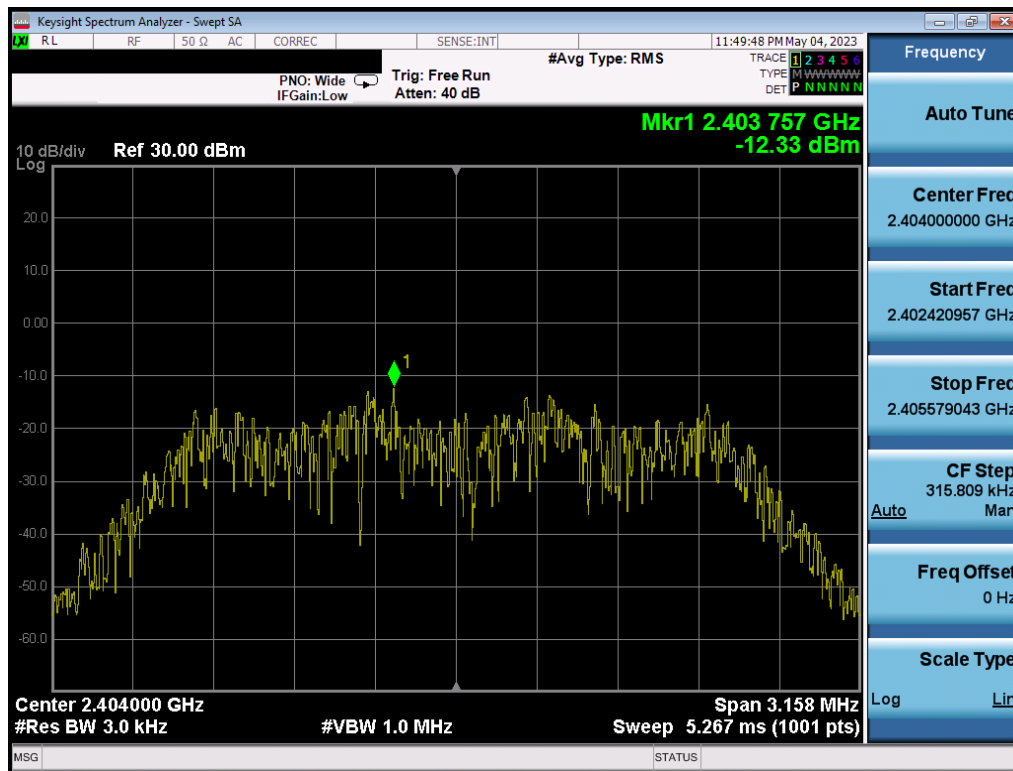 Keysight Spectrum Analyzer - Swept SA
LXI RL RF 50 Ω AC CORREC SENSE:INT 11:49:48 PM May 04, 2023
#Avg Type: RMS TRACE 1 2 3 4 5 6
PNO: Wide Trig: Free Run TYPE M WWWWW
IFGain:Low Atten: 40 dB DET P N N N N N
Mkr1 2.403 757 GHz
-12.33 dBm
10 dB/div Ref 30.00 dBm
Log
20.0
10.0
0.00
-10.0
1
-20.0
-30.0
-40.0
-50.0
-60.0
Center 2.404000 GHz Span 3.158 MHz
#Res BW 3.0 kHz #VBW 1.0 MHz Sweep 5.267 ms (1001 pts)
MSG STATUS
Frequency
Auto Tune
Center Freq
2.404000000 GHz
Start Freq
2.402420957 GHz
Stop Freq
2.405579043 GHz
CF Step
315.809 kHz
Auto Man
Freq Offset
0 Hz
Scale Type
Log Lin